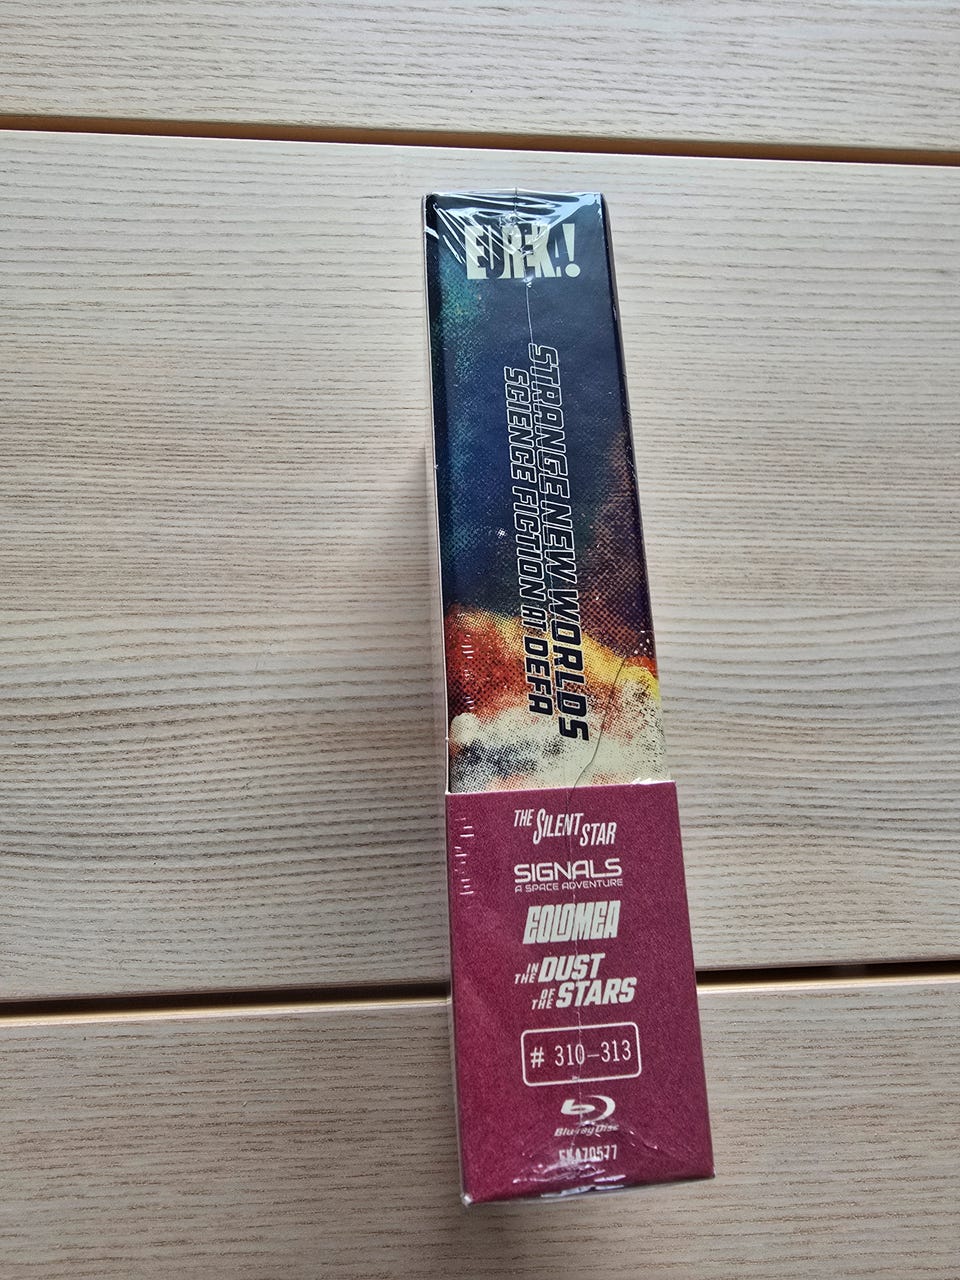 EUREKA!
STRANGE NEW WORLDS
SCIENCE FICTION AT DEFA
THE SILENT STAR
SIGNALS
A SPACE ADVENTURE
EOLOMEA
IN THE DUST
OF THE STARS
# 310–313
Blu-ray Disc
EKA70577